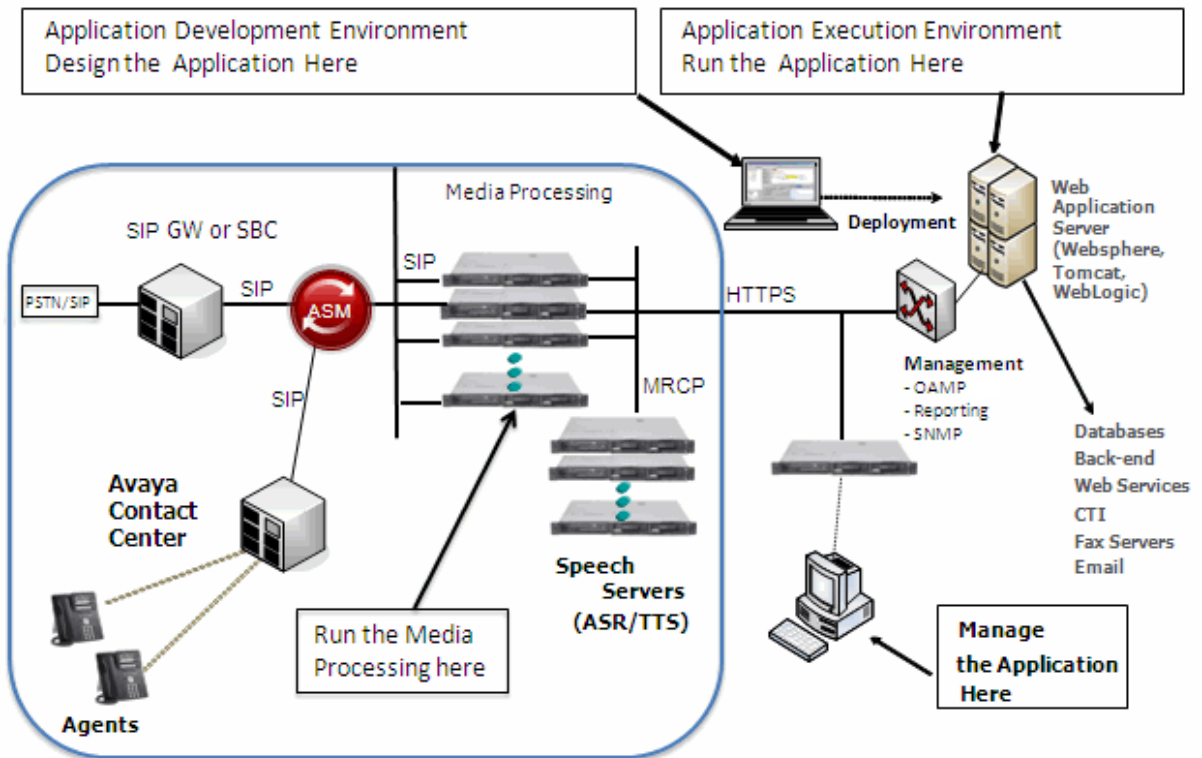 Application Development Environment
Design the Application Here
Application Execution Environment
Run the Application Here
Media Processing
SIP GW or SBC
PSTN/SIP
SIP
ASM
SIP
SIP
HTTPS
MRCP
Deployment
Web
Application
Server
(Websphere,
Tomcat,
WebLogic)
Management
- OAMP
- Reporting
- SNMP
Databases
Back-end
Web Services
CTI
Fax Servers
Email
Avaya
Contact
Center
Agents
Speech
Servers
(ASR/TTS)
Run the Media
Processing here
Manage
the Application
Here